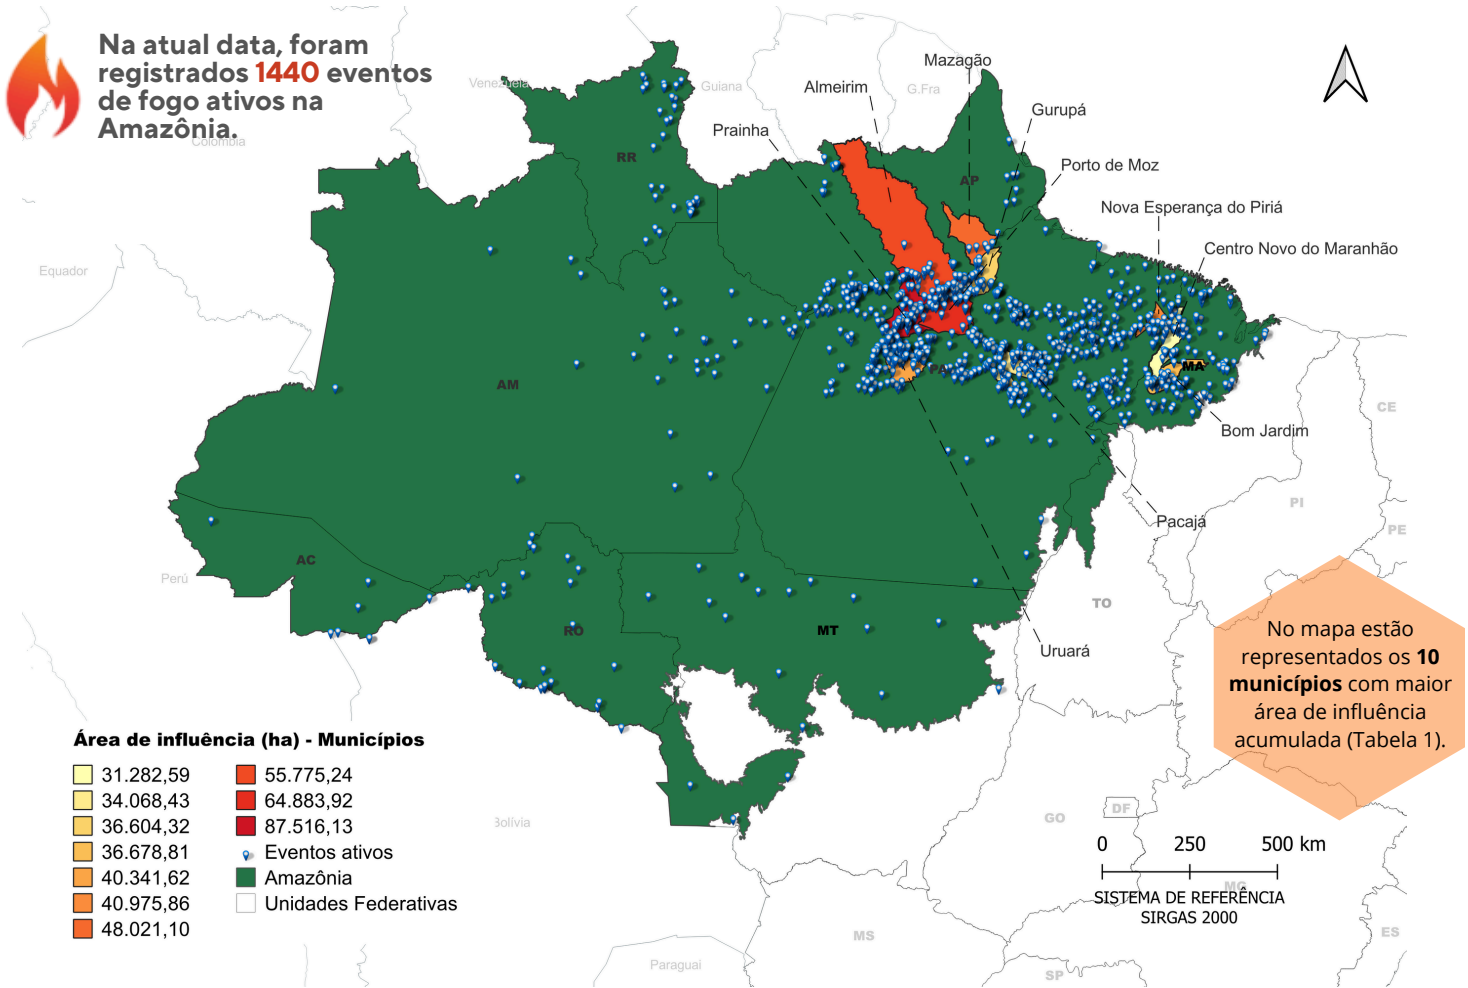 Na atual data, foram
registrados 1440 eventos
de fogo ativos na
Amazônia.
Venezuela
Colombia
Guiana
G.Fra
Equador
Perú
Bolívia
Paraguai
Mazagão
Almeirim
Gurupá
Prainha
Porto de Moz
Nova Esperança do Piriá
Centro Novo do Maranhão
Bom Jardim
Pacajá
Uruará
RR
AP
AM
PA
MA
AC
RO
MT
TO
CE
PI
PE
GO
DF
MG
ES
MS
SP
No mapa estão
representados os 10
municípios com maior
área de influência
acumulada (Tabela 1).
Área de influência (ha) - Municípios
31.282,59
34.068,43
36.604,32
36.678,81
40.341,62
40.975,86
48.021,10
55.775,24
64.883,92
87.516,13
Eventos ativos
Amazônia
Unidades Federativas
0 250 500 km
SISTEMA DE REFERÊNCIA
SIRGAS 2000